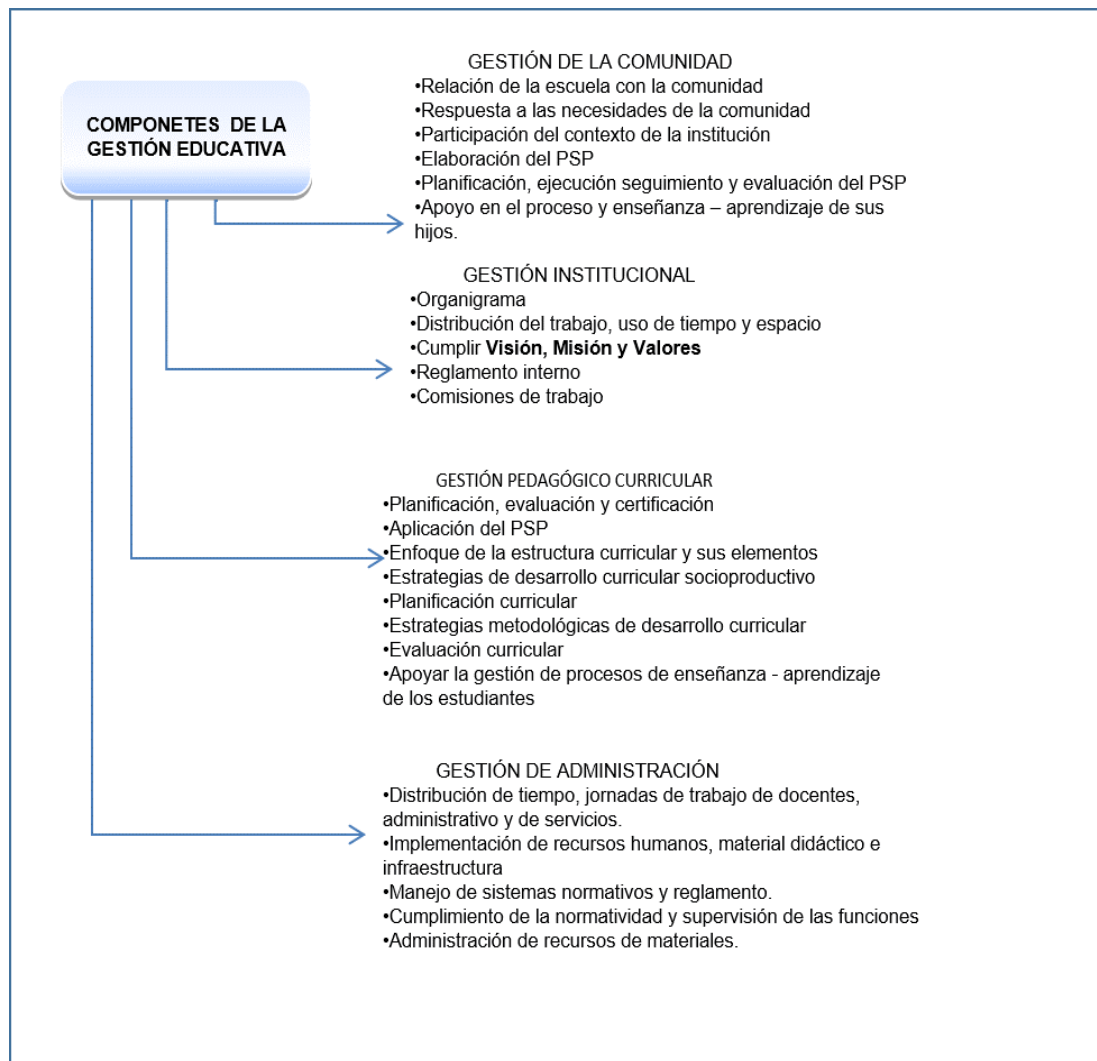 COMPONETES DE LA
GESTIÓN EDUCATIVA
GESTIÓN DE LA COMUNIDAD
•Relación de la escuela con la comunidad
•Respuesta a las necesidades de la comunidad
•Participación del contexto de la institución
•Elaboración del PSP
•Planificación, ejecución seguimiento y evaluación del PSP
•Apoyo en el proceso y enseñanza – aprendizaje de sus
hijos.
GESTIÓN INSTITUCIONAL
•Organigrama
•Distribución del trabajo, uso de tiempo y espacio
•Cumplir Visión, Misión y Valores
•Reglamento interno
•Comisiones de trabajo
GESTIÓN PEDAGÓGICO CURRICULAR
•Planificación, evaluación y certificación
•Aplicación del PSP
•Enfoque de la estructura curricular y sus elementos
•Estrategias de desarrollo curricular socioproductivo
•Planificación curricular
•Estrategias metodológicas de desarrollo curricular
•Evaluación curricular
•Apoyar la gestión de procesos de enseñanza - aprendizaje
de los estudiantes
GESTIÓN DE ADMINISTRACIÓN
•Distribución de tiempo, jornadas de trabajo de docentes,
administrativo y de servicios.
•Implementación de recursos humanos, material didáctico e
infraestructura
•Manejo de sistemas normativos y reglamento.
•Cumplimiento de la normatividad y supervisión de las funciones
•Administración de recursos de materiales.